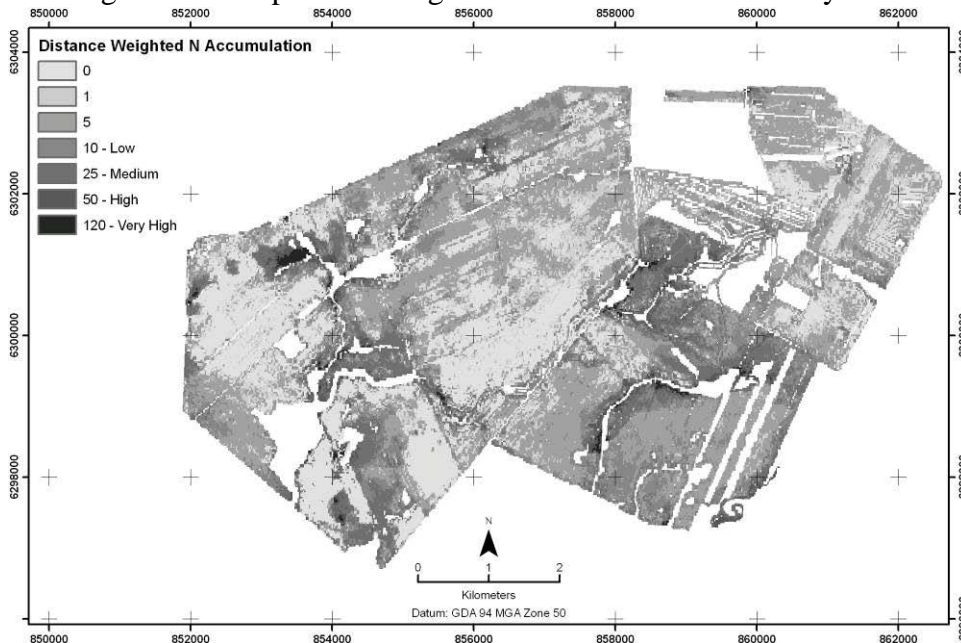 850000 852000 854000 856000 858000 860000 862000
Distance Weighted N Accumulation
0
1
5
10 - Low
25 - Medium
50 - High
120 - Very High
6304000
6302000
6300000
6298000
N
0 1 2
Kilometers
Datum: GDA 94 MGA Zone 50
850000 852000 854000 856000 858000 860000 862000